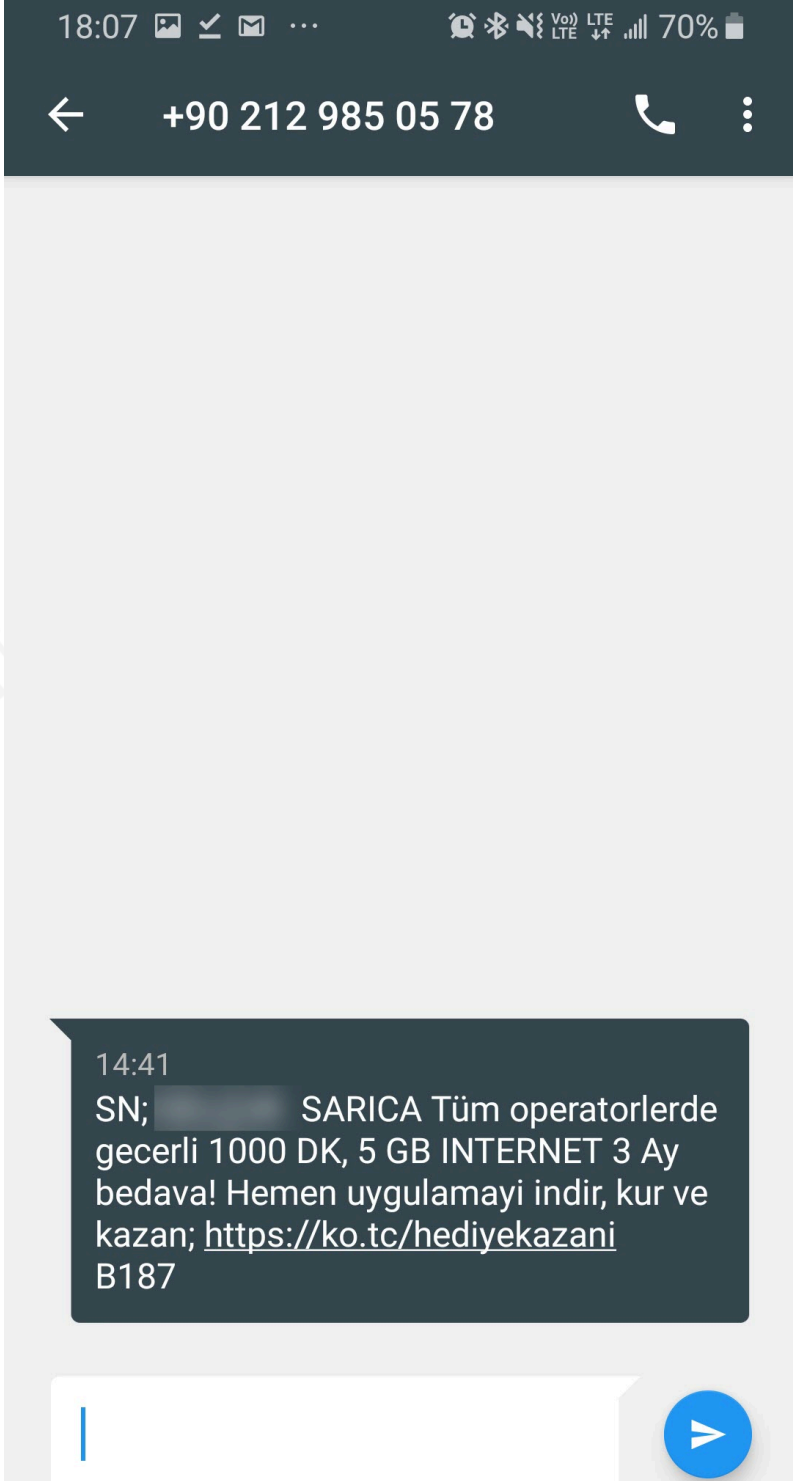 18:07 70%
+90 212 985 05 78
14:41
SN; SARICA Tüm operatorlerde
gecerli 1000 DK, 5 GB INTERNET 3 Ay
bedava! Hemen uygulamayi indir, kur ve
kazan; https://ko.tc/hediyekazani
B187